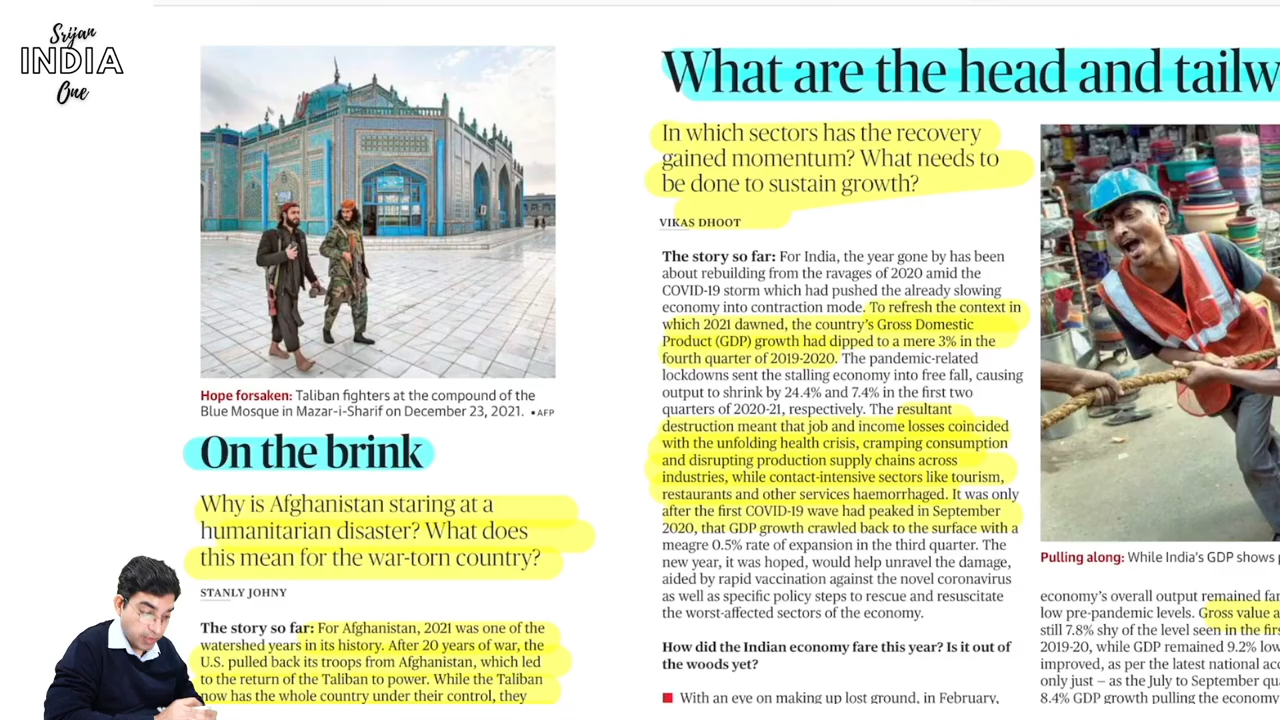 Srijan
INDIA
One
Hope forsaken: Taliban fighters at the compound of the
Blue Mosque in Mazar-i-Sharif on December 23, 2021. ▪AFP
On the brink
Why is Afghanistan staring at a
humanitarian disaster? What does
this mean for the war-torn country?
STANLY JOHNY
The story so far: For Afghanistan, 2021 was one of the
watershed years in its history. After 20 years of war, the
U.S. pulled back its troops from Afghanistan, which led
to the return of the Taliban to power. While the Taliban
now has the whole country under their control, they
What are the head and tailw
In which sectors has the recovery
gained momentum? What needs to
be done to sustain growth?
VIKAS DHOOT
The story so far: For India, the year gone by has been
about rebuilding from the ravages of 2020 amid the
COVID-19 storm which had pushed the already slowing
economy into contraction mode. To refresh the context in
which 2021 dawned, the country's Gross Domestic
Product (GDP) growth had dipped to a mere 3% in the
fourth quarter of 2019-2020. The pandemic-related
lockdowns sent the stalling economy into free fall, causing
output to shrink by 24.4% and 7.4% in the first two
quarters of 2020-21, respectively. The resultant
destruction meant that job and income losses coincided
with the unfolding health crisis, cramping consumption
and disrupting production supply chains across
industries, while contact-intensive sectors like tourism,
restaurants and other services haemorrhaged. It was only
after the first COVID-19 wave had peaked in September
2020, that GDP growth crawled back to the surface with a
meagre 0.5% rate of expansion in the third quarter. The
new year, it was hoped, would help unravel the damage,
aided by rapid vaccination against the novel coronavirus
as well as specific policy steps to rescue and resuscitate
the worst-affected sectors of the economy.
How did the Indian economy fare this year? Is it out of
the woods yet?
■ With an eye on making up lost ground, in February,
Pulling along: While India's GDP shows p
economy's overall output remained far
low pre-pandemic levels. Gross value a
still 7.8% shy of the level seen in the firs
2019-20, while GDP remained 9.2% low
improved, as per the latest national acc
only just – as the July to September qua
8.4% GDP growth pulling the economy